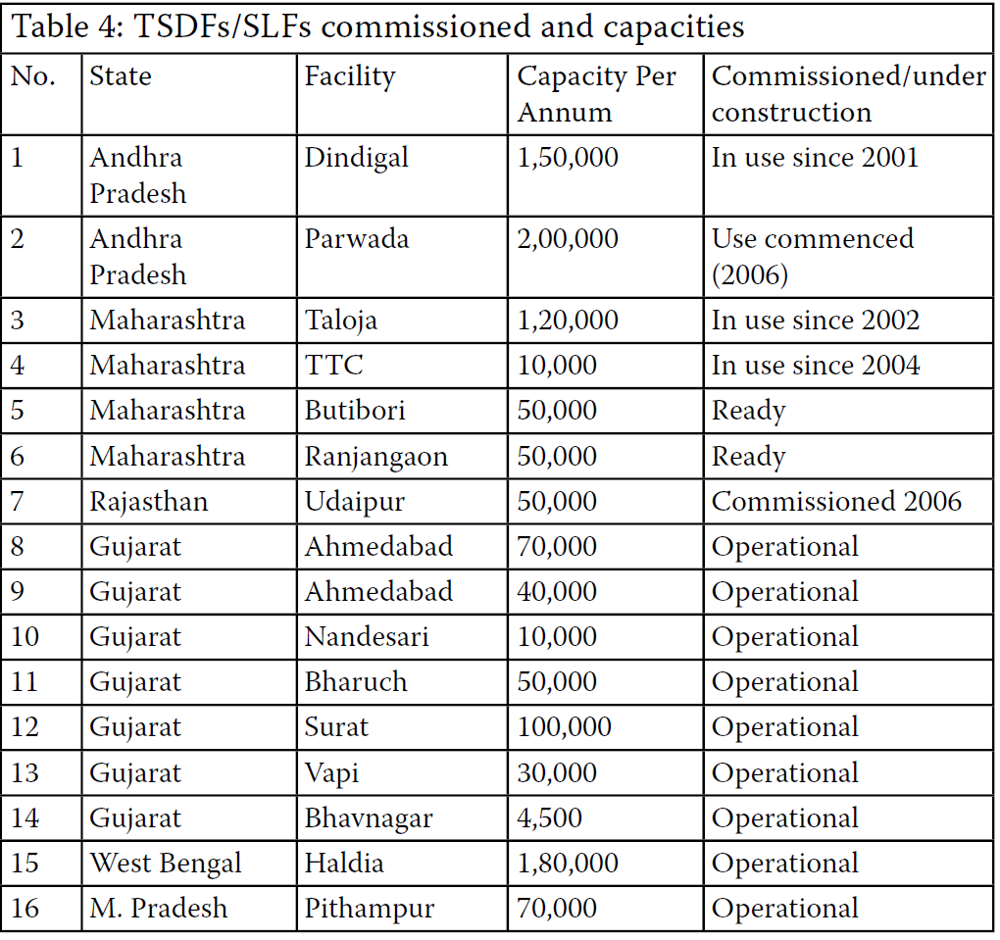 Table 4: TSDFs/SLFs commissioned and capacities
No. State Facility Capacity Per Commissioned/under
Annum construction
1 Andhra Dindigal 1,50,000 In use since 2001
Pradesh
2 Andhra Parwada 2,00,000 Use commenced
Pradesh (2006)
3 Maharashtra Taloja 1,20,000 In use since 2002
4 Maharashtra TTC 10,000 In use since 2004
5 Maharashtra Butibori 50,000 Ready
6 Maharashtra Ranjangaon 50,000 Ready
7 Rajasthan Udaipur 50,000 Commissioned 2006
8 Gujarat Ahmedabad 70,000 Operational
9 Gujarat Ahmedabad 40,000 Operational
10 Gujarat Nandesari 10,000 Operational
11 Gujarat Bharuch 50,000 Operational
12 Gujarat Surat 100,000 Operational
13 Gujarat Vapi 30,000 Operational
14 Gujarat Bhavnagar 4,500 Operational
15 West Bengal Haldia 1,80,000 Operational
16 M. Pradesh Pithampur 70,000 Operational